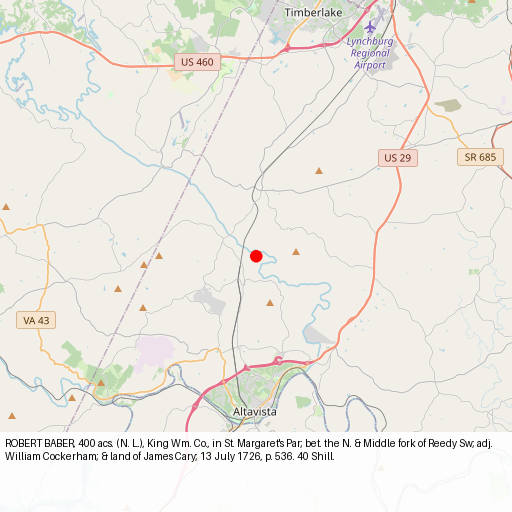 Timberlake
Lynchburg
Regional
Airport
US 460
US 29
SR 685
VA 43
Altavista
ROBERT BABER, 400 acs. (N. L.), King Wm. Co., in St. Margaret's Par; bet. the N. & Middle fork of Reedy Sw; adj.
William Cockerham; & land of James Cary; 13 July 1726, p. 536. 40 Shill.